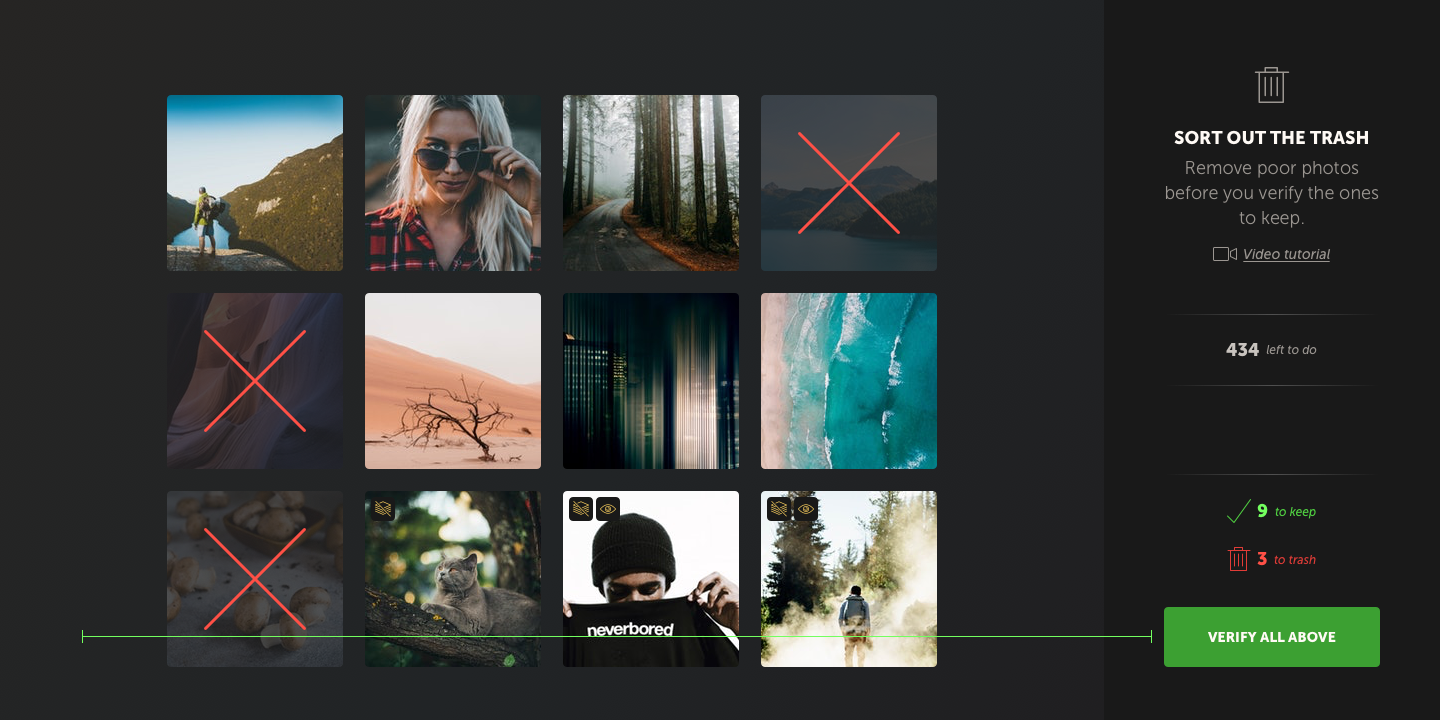 SORT OUT THE TRASH
Remove poor photos
before you verify the ones
to keep.
Video tutorial
434 left to do
9 to keep
3 to trash
neverbored
VERIFY ALL ABOVE